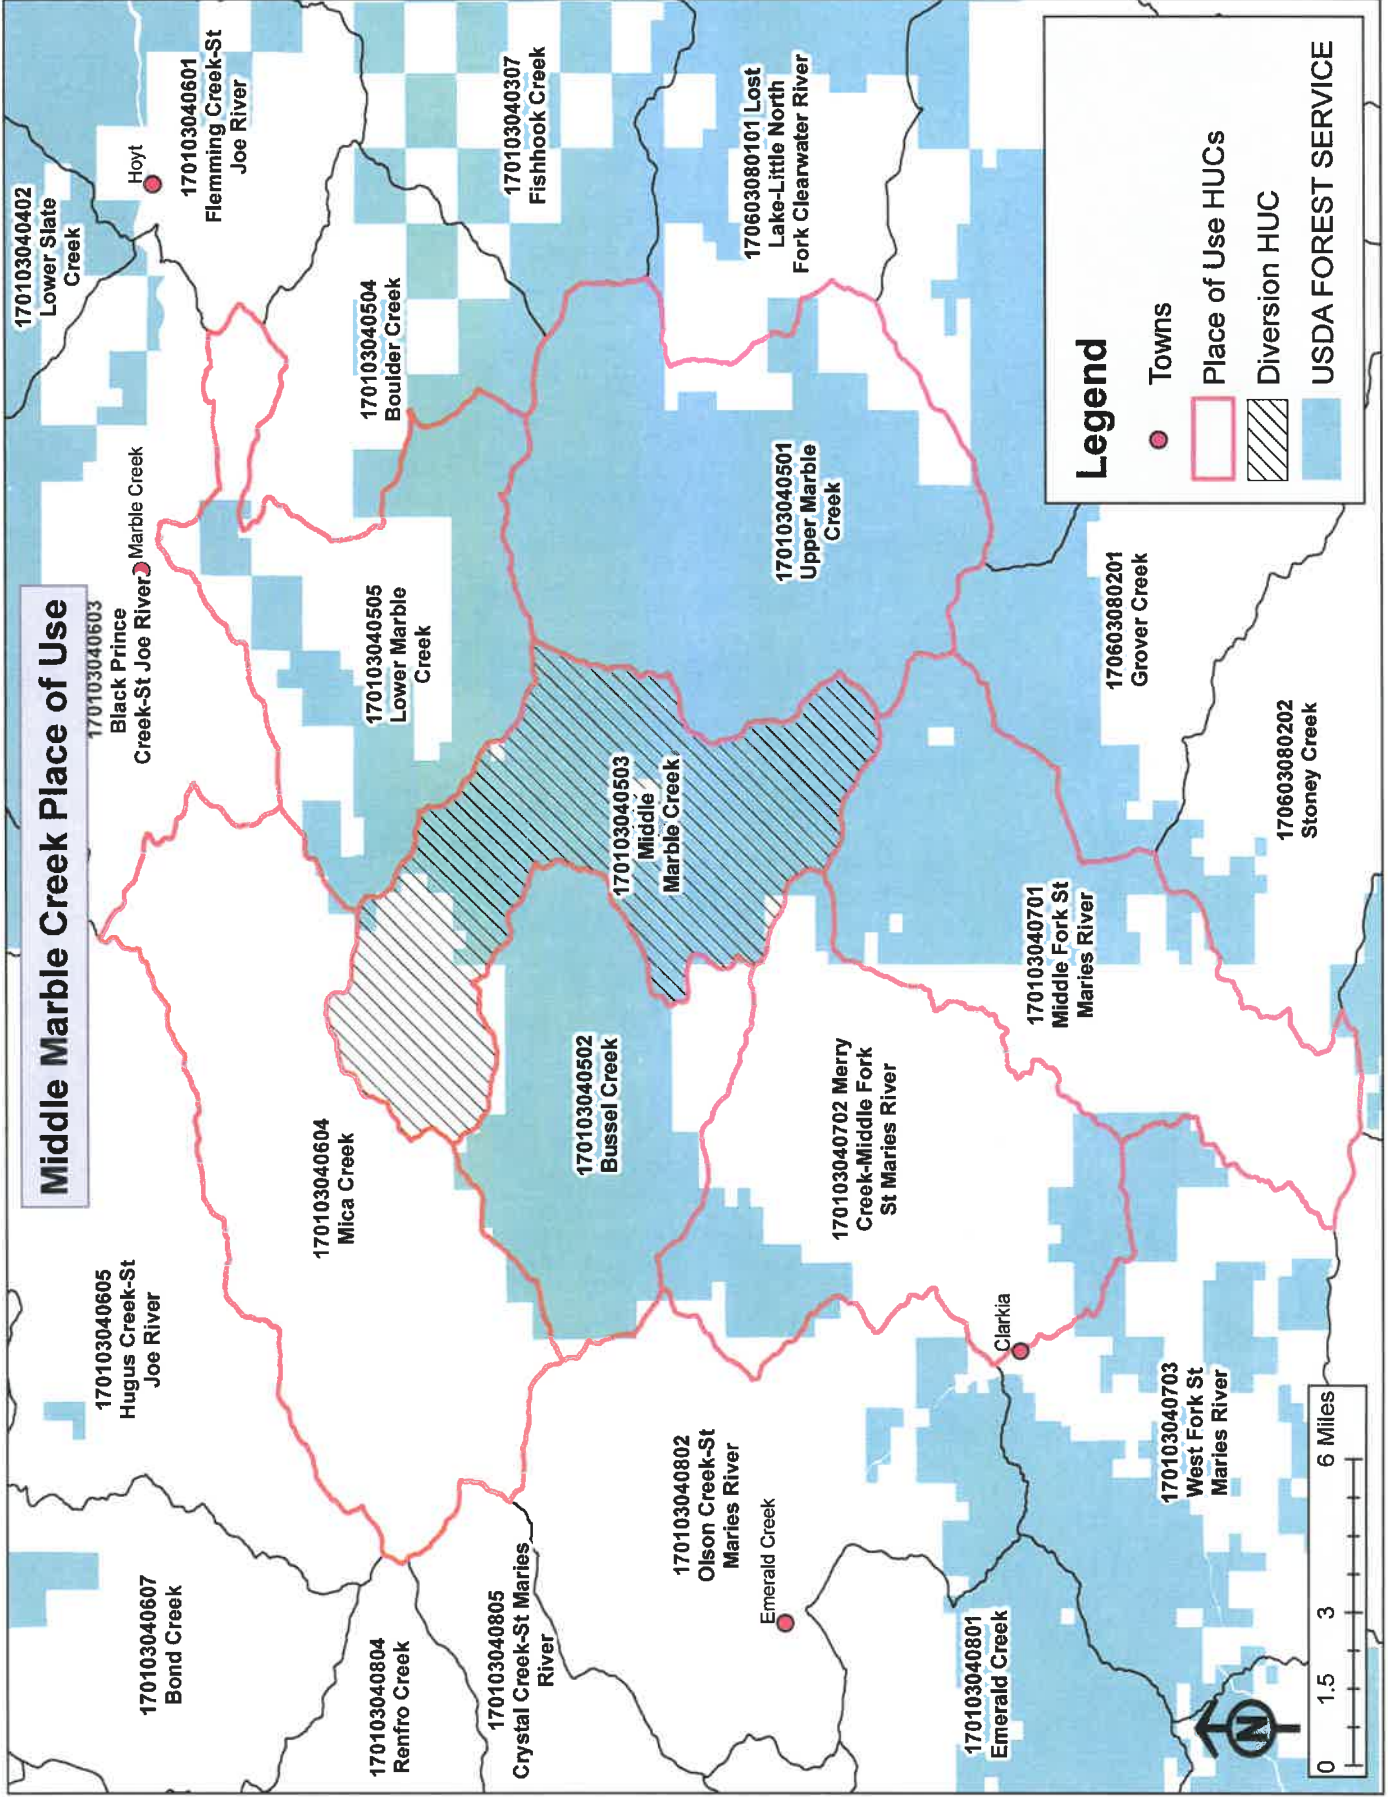 Middle Marble Creek Place of Use
170103040402
Lower Slate
Creek
Hoyt
170103040601
Flemming Creek-St
Joe River
170103040603
Black Prince
Creek-St Joe River
Marble Creek
170103040605
Hugus Creek-St
Joe River
170103040607
Bond Creek
170103040604
Mica Creek
170103040505
Lower Marble
Creek
170103040504
Boulder Creek
170103040307
Fishhook Creek
170103040804
Renfro Creek
170103040805
Crystal Creek-St Maries
River
170103040502
Bussel Creek
170103040503
Middle
Marble Creek
170103040501
Upper Marble
Creek
170603080101 Lost
Lake-Little North
Fork Clearwater River
170103040802
Olson Creek-St
Maries River
Emerald Creek
170103040702 Merry
Creek-Middle Fork
St Maries River
170103040701
Middle Fork St
Maries River
170603080201
Grover Creek
Clarkia
170103040801
Emerald Creek
170103040703
West Fork St
Maries River
170603080202
Stoney Creek
Legend
Towns
Place of Use HUCs
Diversion HUC
USDA FOREST SERVICE
N
0 1.5 3 6 Miles